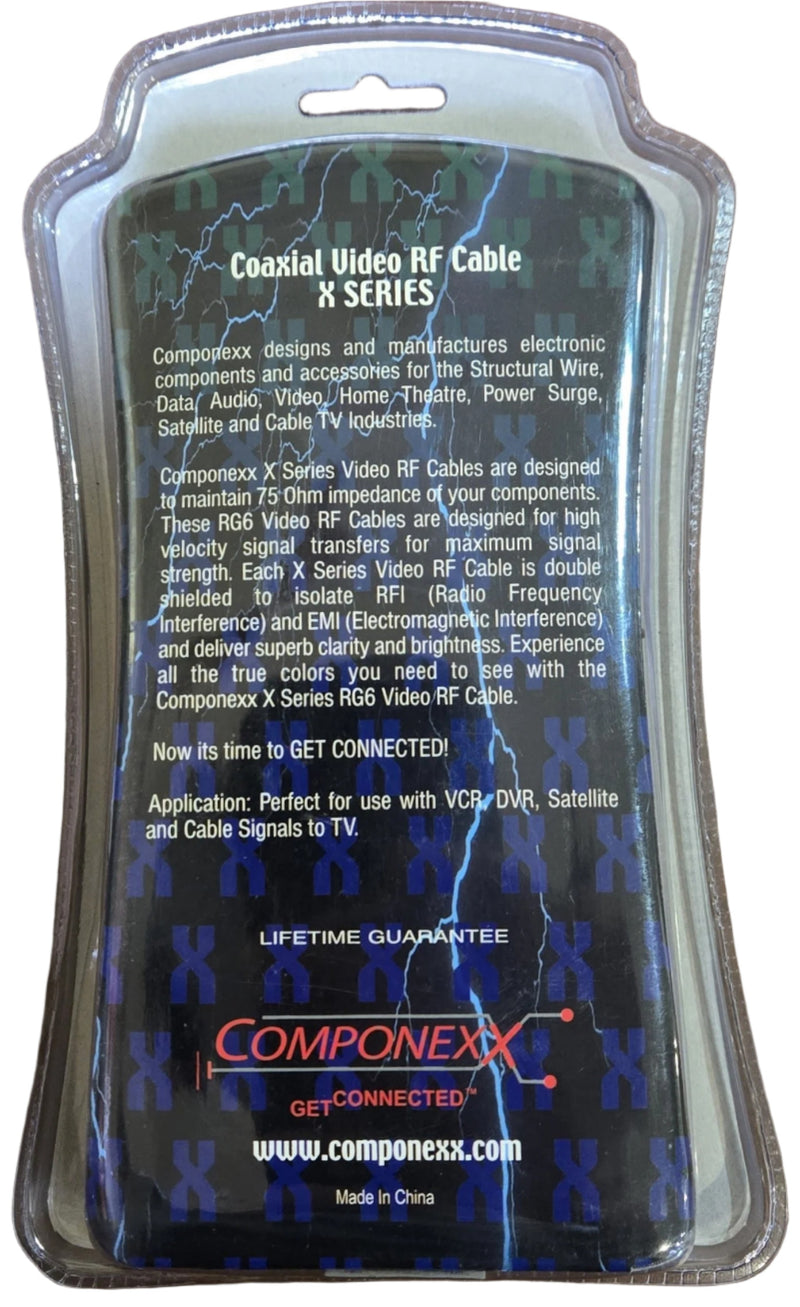 Coaxial Video RF Cable
X SERIES
Componexx designs and manufactures electronic
components and accessories for the Structural Wire,
Data, Audio, Video, Home Theatre, Power Surge,
Satellite and Cable TV Industries.
Componexx X Series Video RF Cables are designed
to maintain 75 Ohm impedance of your components.
These RG6 Video RF Cables are designed for high
velocity signal transfers for maximum signal
strength. Each X Series Video RF Cable is double
shielded to isolate RFI (Radio Frequency
Interference) and EMI (Electromagnetic Interference)
and deliver superb clarity and brightness. Experience
all the true colors you need to see with the
Componexx X Series RG6 Video RF Cable.
Now its time to GET CONNECTED!
Application: Perfect for use with VCR, DVR, Satellite
and Cable Signals to TV.
LIFETIME GUARANTEE
COMPONEXX
GET CONNECTED™
www.componexx.com
Made In China